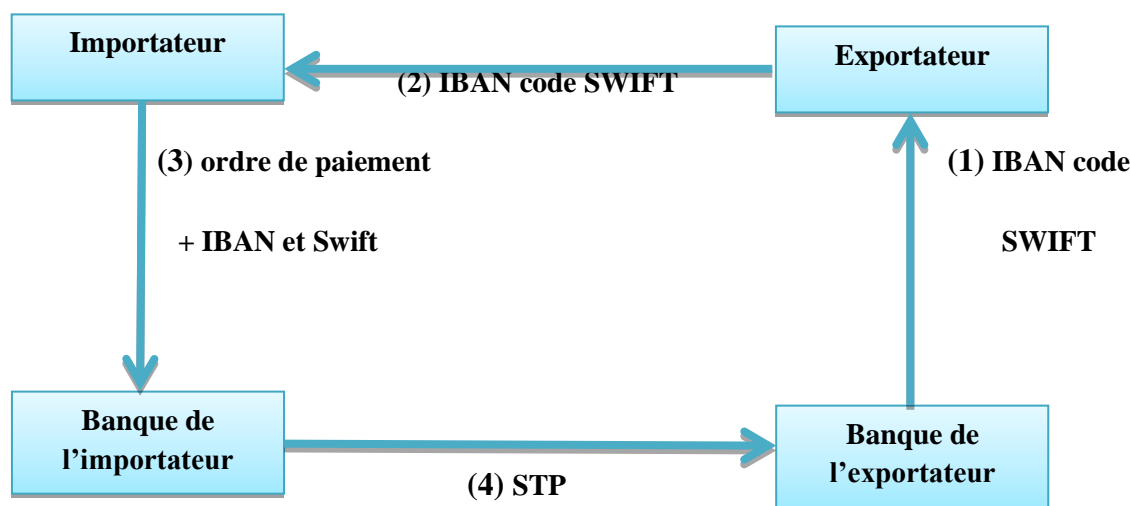 Importateur
Exportateur
(2) IBAN code SWIFT
(3) ordre de paiement
+ IBAN et Swift
(1) IBAN code
SWIFT
Banque de
l’importateur
Banque de
l’exportateur
(4) STP